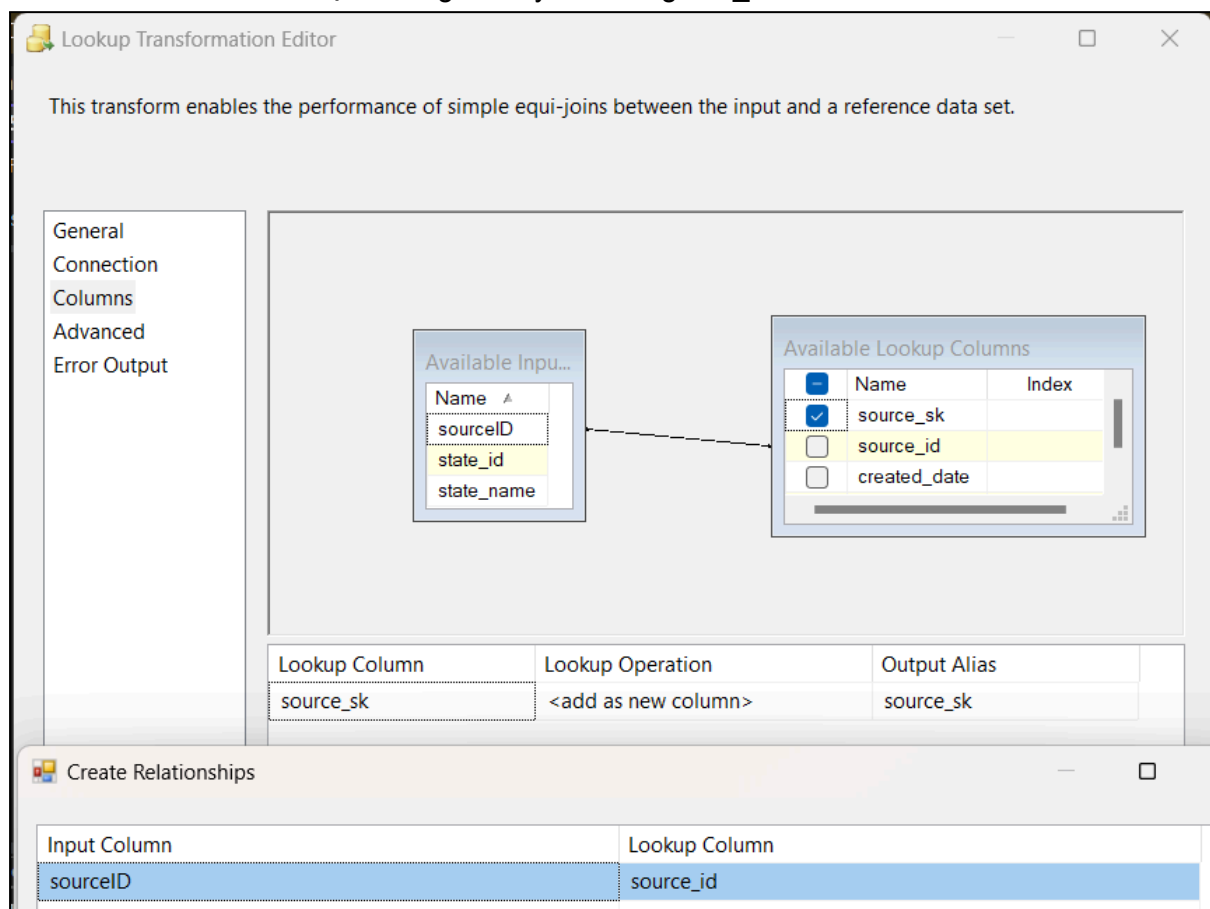 Lookup Transformation Editor
This transform enables the performance of simple equi-joins between the input and a reference data set.
General
Connection
Columns
Advanced
Error Output
Available Inpu...
Name
sourceID
state_id
state_name
Available Lookup Columns
Name Index
source_sk
source_id
created_date
Lookup Column Lookup Operation Output Alias
source_sk <add as new column> source_sk
Create Relationships
Input Column Lookup Column
sourceID source_id